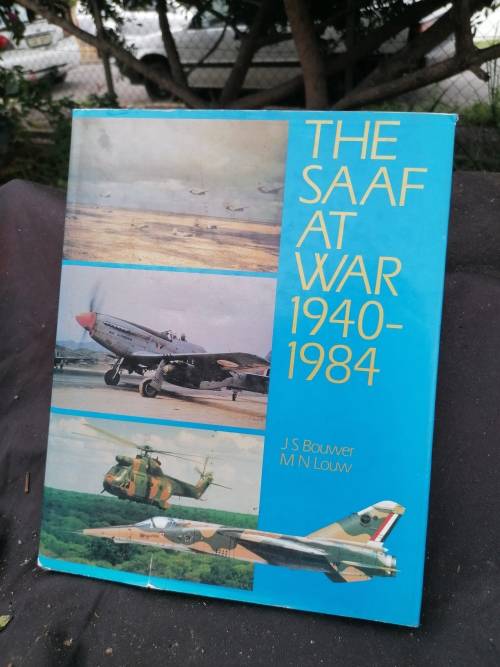 THE
SAAF
AT
WAR
1940-
1984
J S Bouwer
M N Louw